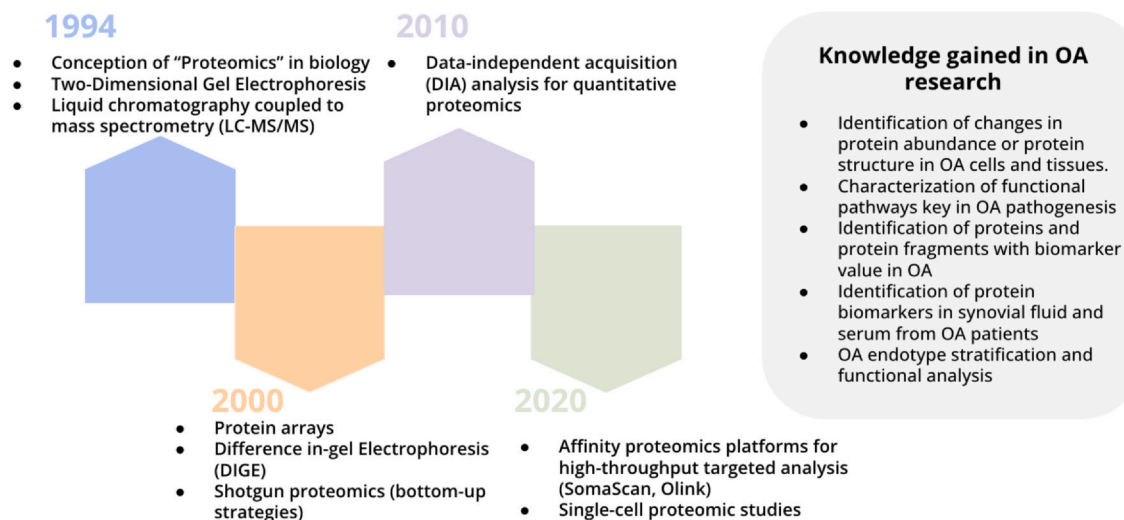 1994
● Conception of “Proteomics” in biology
● Two-Dimensional Gel Electrophoresis
● Liquid chromatography coupled to
mass spectrometry (LC-MS/MS)
2010
● Data-independent acquisition
(DIA) analysis for quantitative
proteomics
2000
● Protein arrays
● Difference in-gel Electrophoresis
(DIGE)
● Shotgun proteomics (bottom-up
strategies)
2020
● Affinity proteomics platforms for
high-throughput targeted analysis
(SomaScan, Olink)
● Single-cell proteomic studies
Knowledge gained in OA
research
● Identification of changes in
protein abundance or protein
structure in OA cells and tissues.
● Characterization of functional
pathways key in OA pathogenesis
● Identification of proteins and
protein fragments with biomarker
value in OA
● Identification of protein
biomarkers in synovial fluid and
serum from OA patients
● OA endotype stratification and
functional analysis